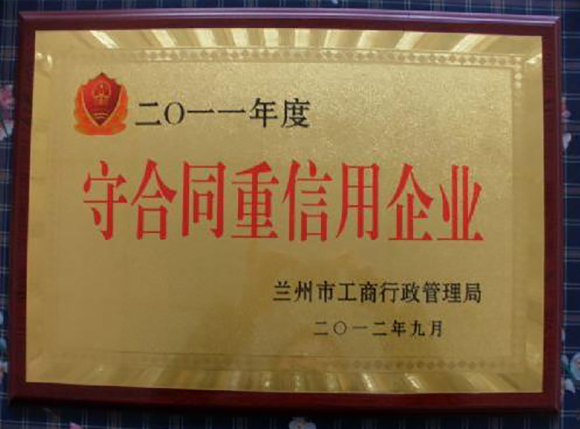 二〇一一年度
守合同重信用企业
兰州市工商行政管理局
二〇一二年九月